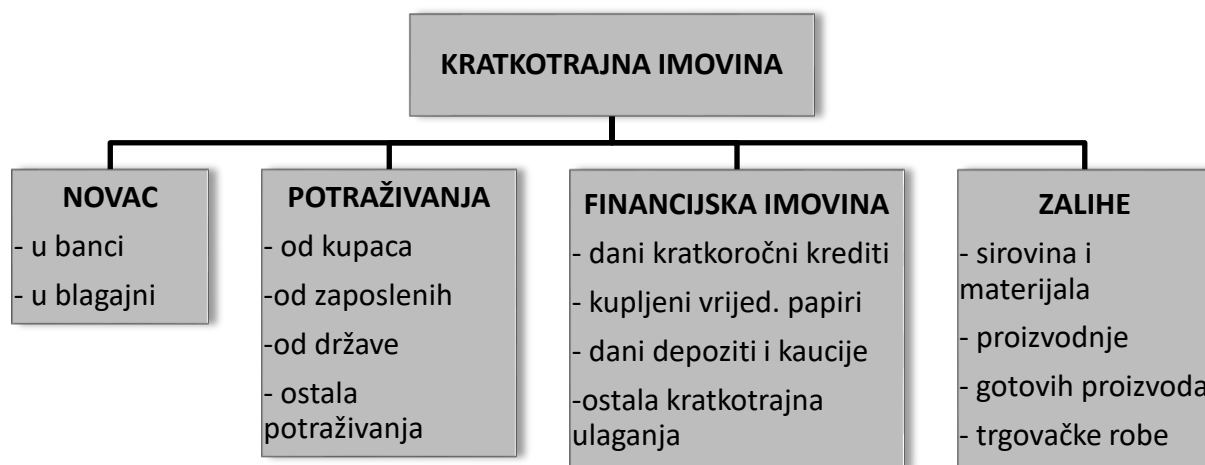 KRATKOTRAJNA IMOVINA
NOVAC
- u banci
- u blagajni
POTRAŽIVANJA
- od kupaca
-od zaposlenih
-od države
- ostala
potraživanja
FINANCIJSKA IMOVINA
- dani kratkoročni krediti
- kupljeni vrijed. papiri
- dani depoziti i kaucije
-ostala kratkotrajna
ulaganja
ZALIHE
- sirovina i
materijala
- proizvodnje
- gotovih proizvoda
- trgovačke robe